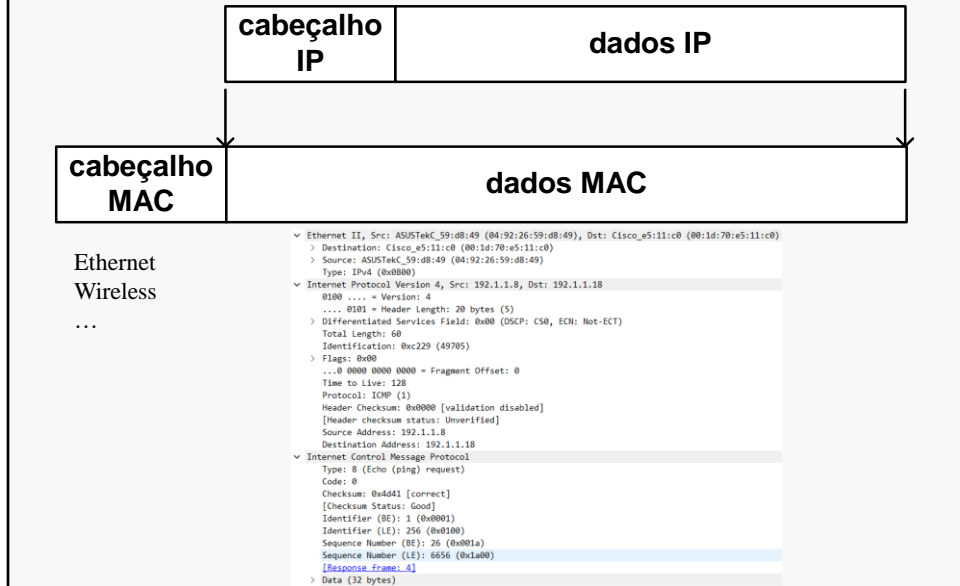 cabeçalho
IP
dados IP
cabeçalho
MAC
dados MAC
Ethernet
Wireless
…
Ethernet II, Src: ASUSTekC_59:d8:49 (04:92:26:59:d8:49), Dst: Cisco_e5:11:c0 (00:1d:70:e5:11:c0)
Destination: Cisco_e5:11:c0 (00:1d:70:e5:11:c0)
Source: ASUSTekC_59:d8:49 (04:92:26:59:d8:49)
Type: IPv4 (0x0800)
Internet Protocol Version 4, Src: 192.1.1.8, Dst: 192.1.1.18
0100 .... = Version: 4
.... 0101 = Header Length: 20 bytes (5)
Differentiated Services Field: 0x00 (DSCP: CS0, ECN: Not-ECT)
Total Length: 60
Identification: 0xc229 (49705)
Flags: 0x00
...0 0000 0000 0000 = Fragment Offset: 0
Time to Live: 128
Protocol: ICMP (1)
Header Checksum: 0x0000 [validation disabled]
[Header checksum status: Unverified]
Source Address: 192.1.1.8
Destination Address: 192.1.1.18
Internet Control Message Protocol
Type: 8 (Echo (ping) request)
Code: 0
Checksum: 0x4d41 [correct]
[Checksum Status: Good]
Identifier (BE): 1 (0x0001)
Identifier (LE): 256 (0x0100)
Sequence Number (BE): 26 (0x001a)
Sequence Number (LE): 6656 (0x1a00)
[Response frame: 4]
Data (32 bytes)